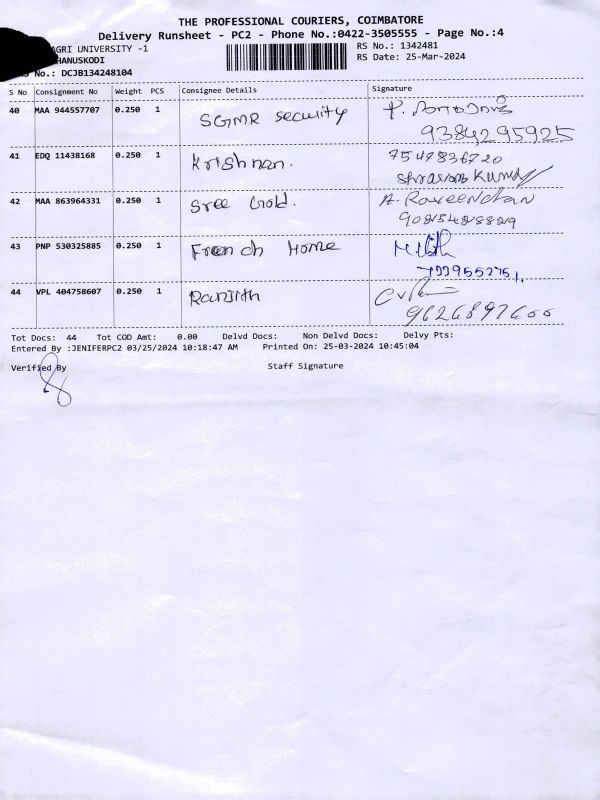 THE PROFESSIONAL COURIERS, COIMBATORE
Delivery Runsheet - PC2 - Phone No.:0422-3505555 - Page No.:4
AGRI UNIVERSITY -1
RS No.: 1342481
HANUSKODI
RS Date: 25-Mar-2024
No.: DCJB134248104
S No Consignment No Weight PCS Consignee Details Signature
40 MAA 944557707 0.250 1 SGMR security
9384295925
41 EDQ 11438168 0.250 1 Krishnan.
42 MAA 863964331 0.250 1 Sree Gold. A. Raveendran
43 PNP 530325885 0.250 1 French Home
44 VPL 404758607 0.250 1 Ranjith
Tot Docs: 44 Tot COD Amt: 0.00 Delvd Docs: Non Delvd Docs: Delvy Pts:
Entered By :JENIFERPC2 03/25/2024 10:18:47 AM Printed On: 25-03-2024 10:45:04
Verified By Staff Signature